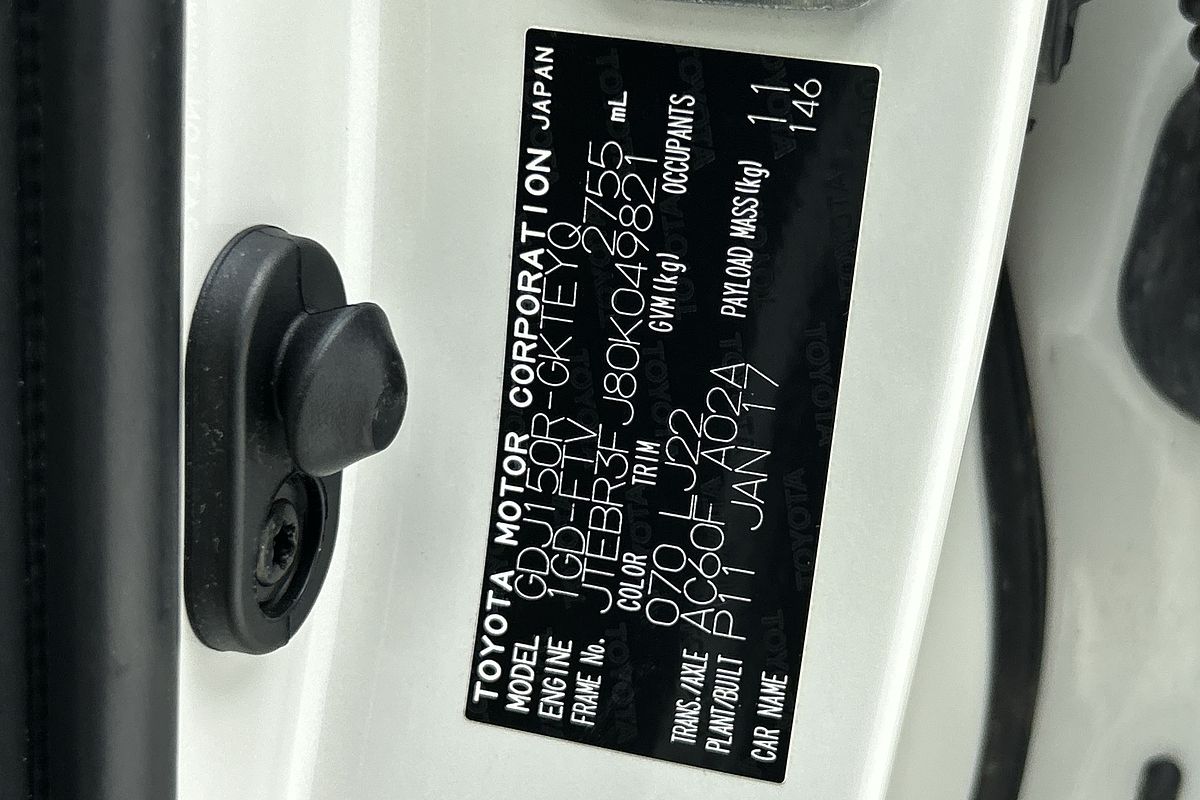 TOYOTA MOTOR CORPORATION JAPAN
MODEL GDJ150R-GKTEYQ
ENGINE 1GD-FTV 2755 mL
FRAME No. JTEBR3FJ80K049821
COLOR TRIM GVM(kg) OCCUPANTS
070 LJ22
TRANS./AXLE AC60F A02A
PLANT/BUILT P11 JAN 17 PAYLOAD MASS(kg) 11
CAR NAME 146